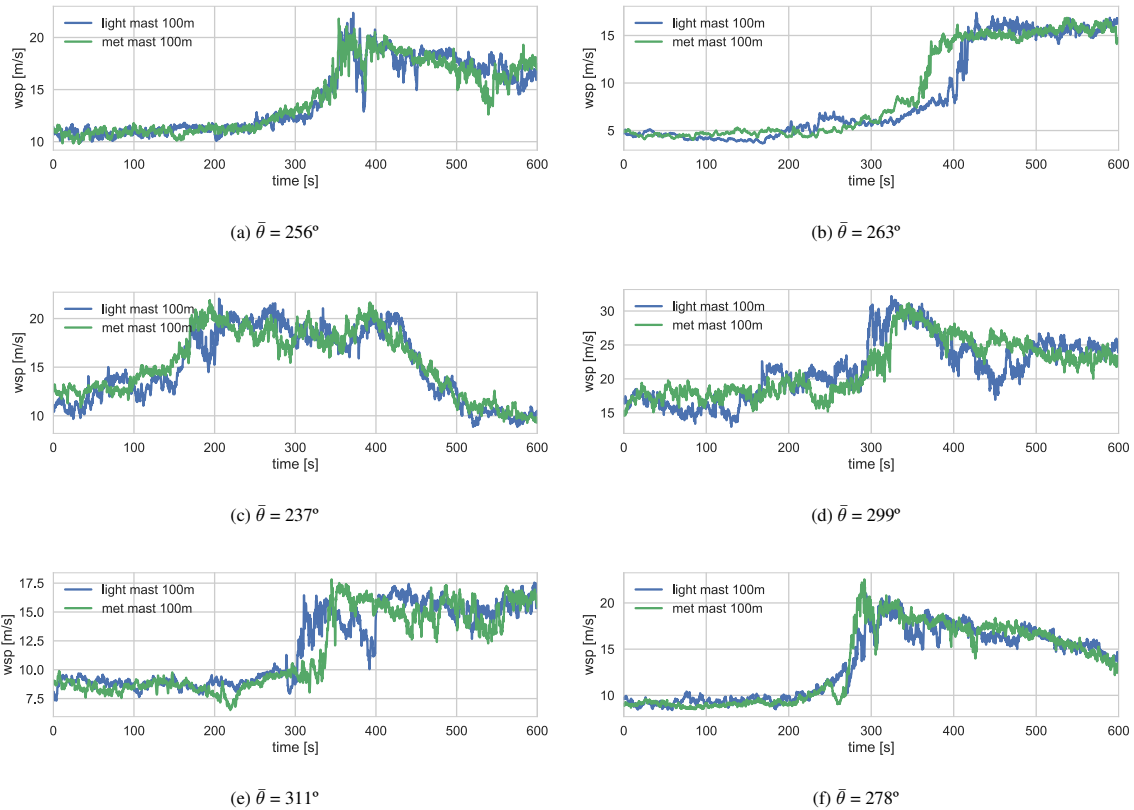 light mast 100m
met mast 100m
wsp [m/s]
20
15
10
0 100 200 300 400 500 600
time [s]
(a) θ̄ = 256º
light mast 100m
met mast 100m
wsp [m/s]
15
10
5
0 100 200 300 400 500 600
time [s]
(b) θ̄ = 263º
light mast 100m
met mast 100m
wsp [m/s]
20
15
10
0 100 200 300 400 500 600
time [s]
(c) θ̄ = 237º
light mast 100m
met mast 100m
wsp [m/s]
30
25
20
15
0 100 200 300 400 500 600
time [s]
(d) θ̄ = 299º
light mast 100m
met mast 100m
wsp [m/s]
17.5
15.0
12.5
10.0
7.5
0 100 200 300 400 500 600
time [s]
(e) θ̄ = 311º
light mast 100m
met mast 100m
wsp [m/s]
20
15
10
0 100 200 300 400 500 600
time [s]
(f) θ̄ = 278º